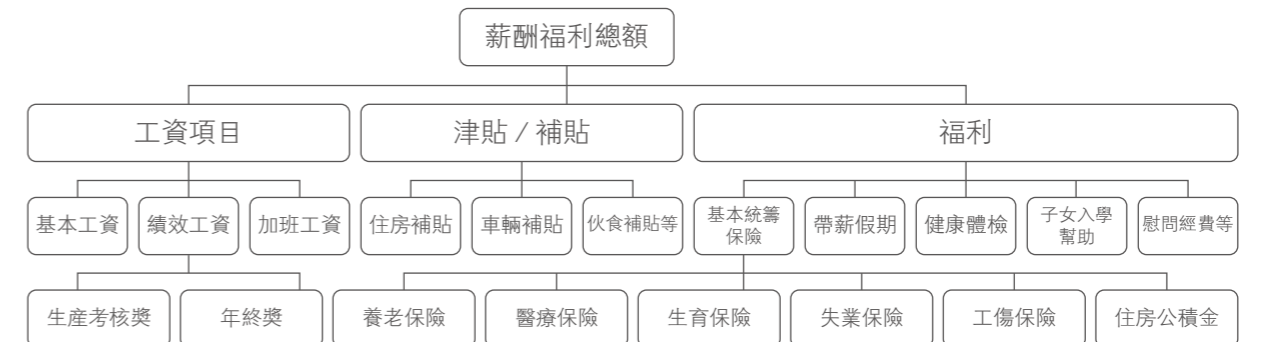 薪酬福利總額
工資項目
津貼 / 補貼
福利
基本工資
績效工資
加班工資
住房補貼
車輛補貼
伙食補貼等
基本統籌
保險
帶薪假期
健康體檢
子女入學
幫助
慰問經費等
生産考核獎
年終獎
養老保險
醫療保險
生育保險
失業保險
工傷保險
住房公積金